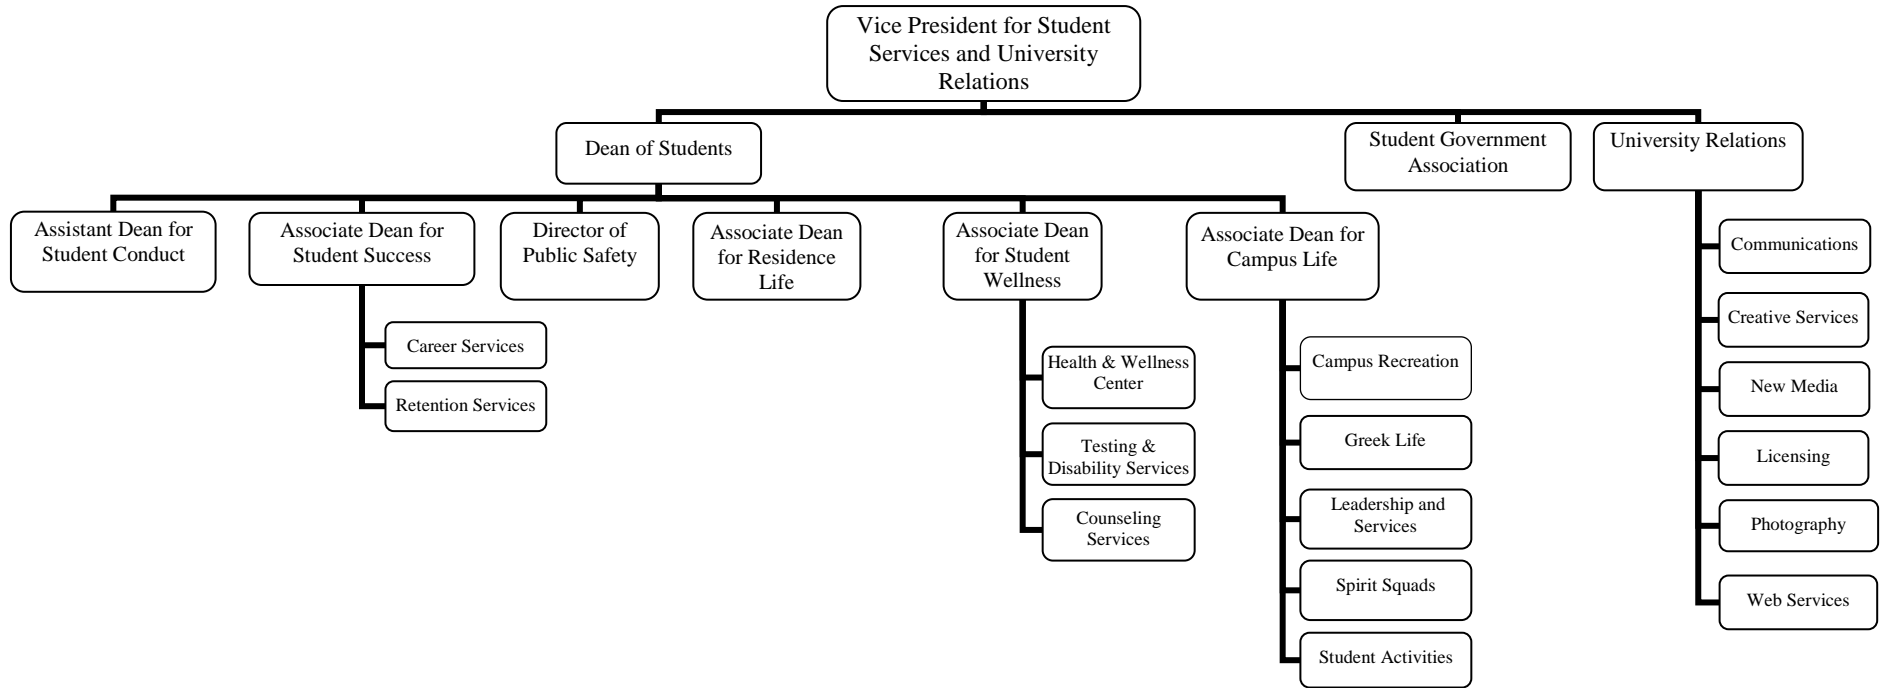 Vice President for Student
Services and University
Relations
Dean of Students
Student Government
Association
University Relations
Assistant Dean for
Student Conduct
Associate Dean for
Student Success
Director of
Public Safety
Associate Dean
for Residence
Life
Associate Dean
for Student
Wellness
Associate Dean for
Campus Life
Career Services
Retention Services
Health & Wellness
Center
Testing &
Disability Services
Counseling
Services
Campus Recreation
Greek Life
Leadership and
Services
Spirit Squads
Student Activities
Communications
Creative Services
New Media
Licensing
Photography
Web Services